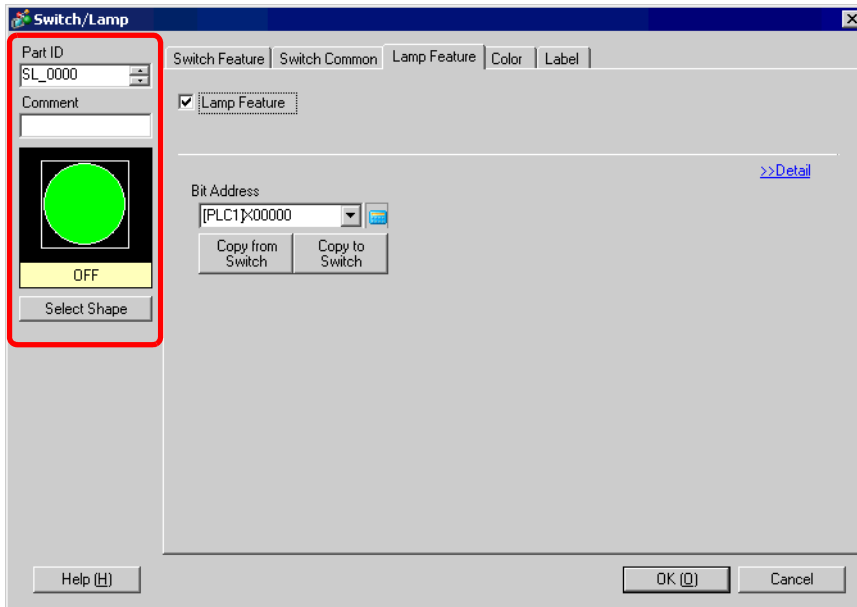 Switch/Lamp
Part ID
SL_0000
Comment
OFF
Select Shape
Switch Feature
Switch Common
Lamp Feature
Color
Label
Lamp Feature
>>Detail
Bit Address
[PLC1]X00000
Copy from
Switch
Copy to
Switch
Help (H)
OK (O)
Cancel